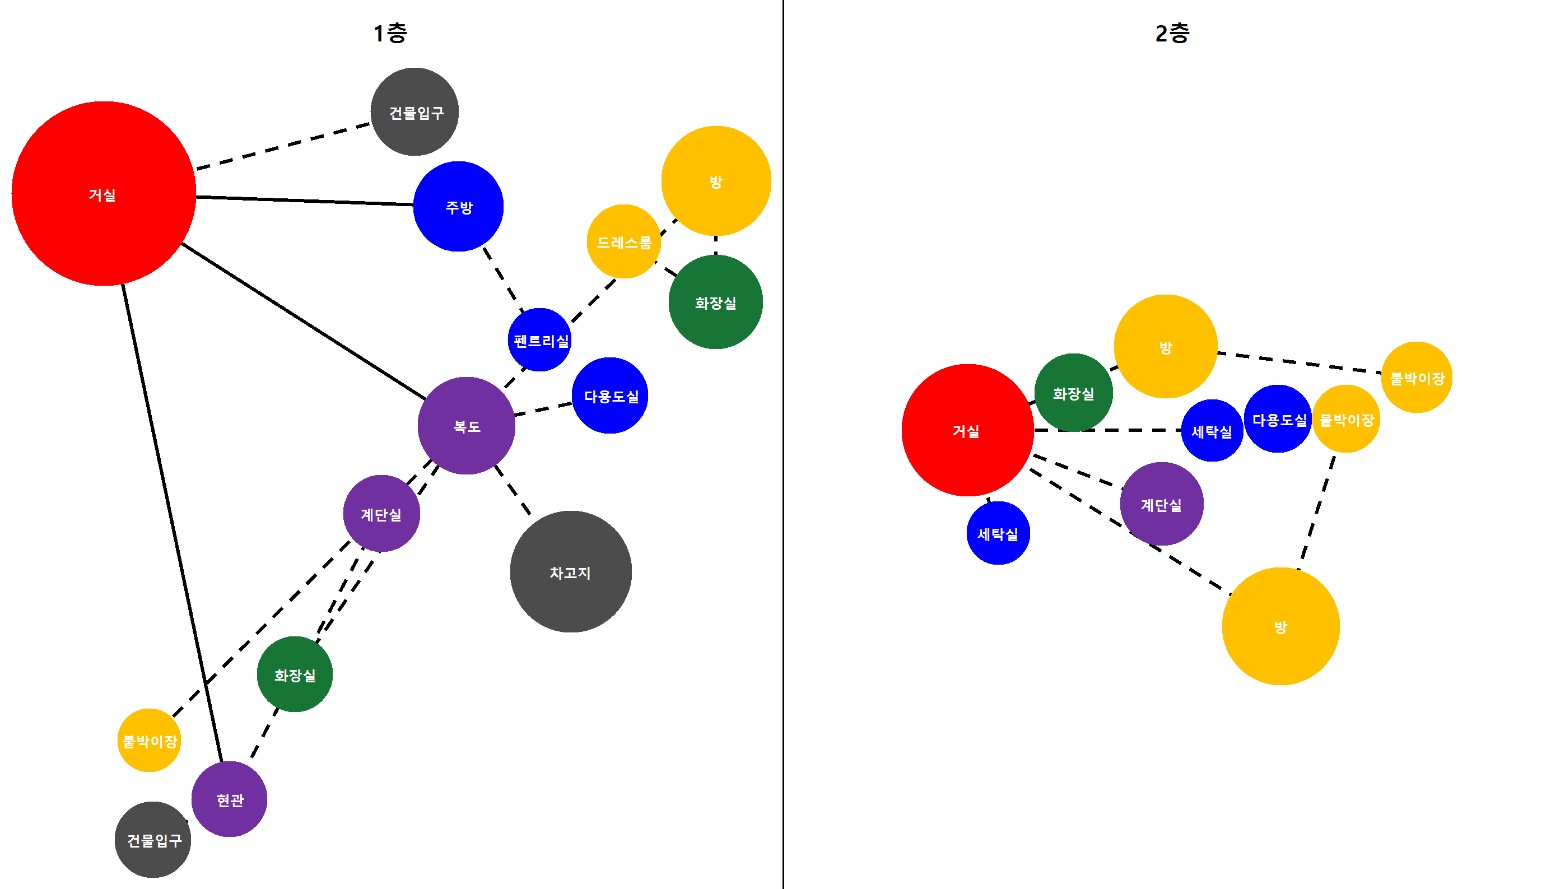 1층
건물입구
거실
주방
방
드레스룸
화장실
펜트리실
다용도실
복도
계단실
차고지
화장실
붙박이장
현관
건물입구
2층
방
붙박이장
화장실
거실
세탁실
다용도실
붙박이장
계단실
세탁실
방